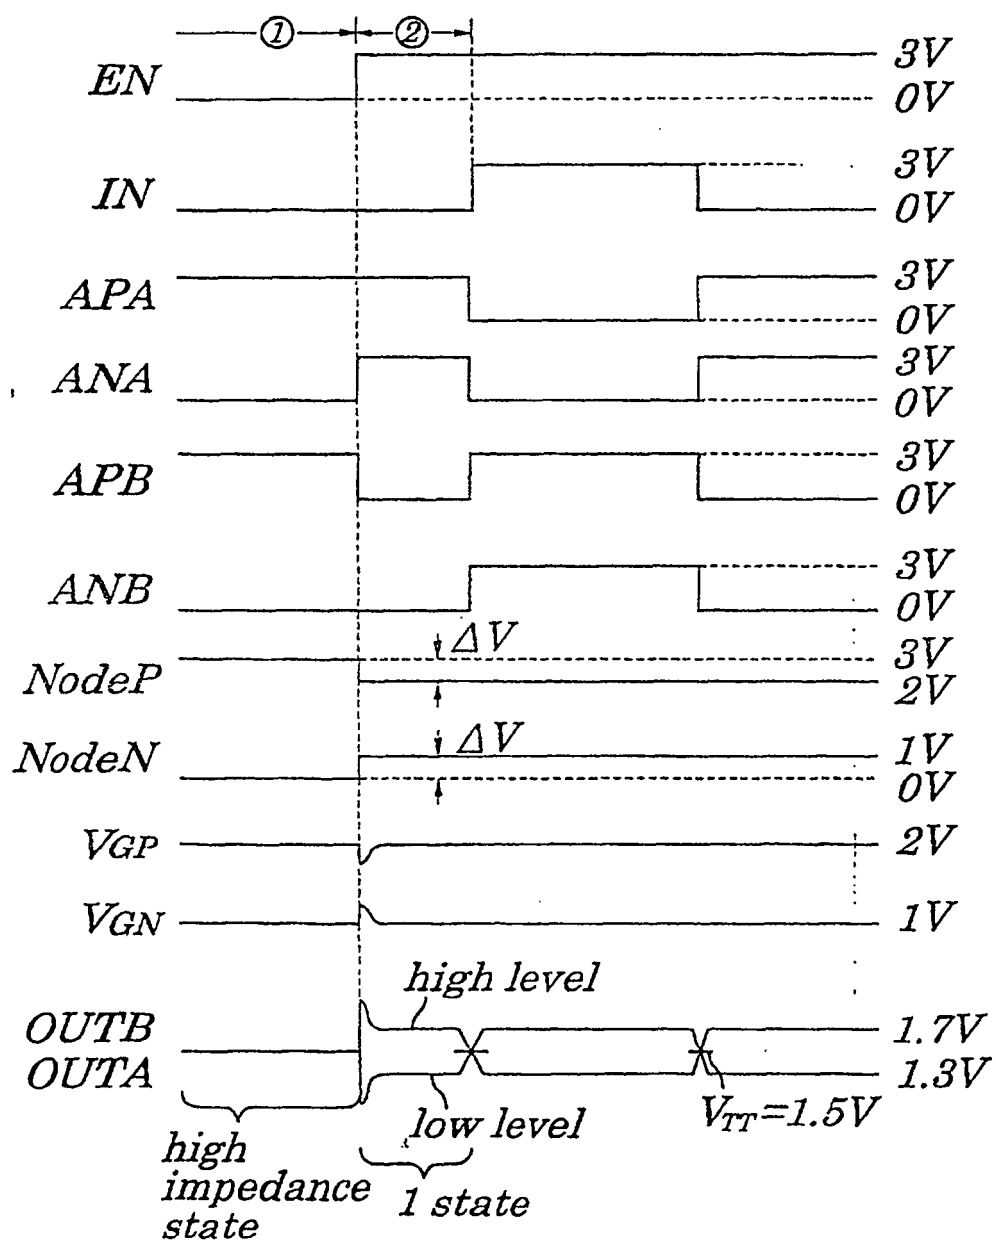 ① ②
EN 3V
0V
IN 3V
0V
APA 3V
0V
ANA 3V
0V
APB 3V
0V
ANB 3V
0V
ΔV
NodeP 3V
2V
ΔV
NodeN 1V
0V
VGP 2V
VGN 1V
high level
OUTB 1.7V
OUTA 1.3V
VTT=1.5V
low level
high
impedance
state
1 state